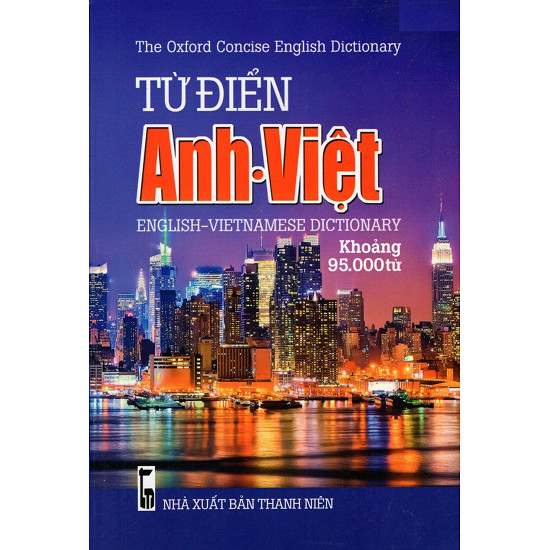 The Oxford Concise English Dictionary
TỪ ĐIỂN
Anh·Việt
ENGLISH–VIETNAMESE DICTIONARY
Khoảng
95.000 từ
NHÀ XUẤT BẢN THANH NIÊN